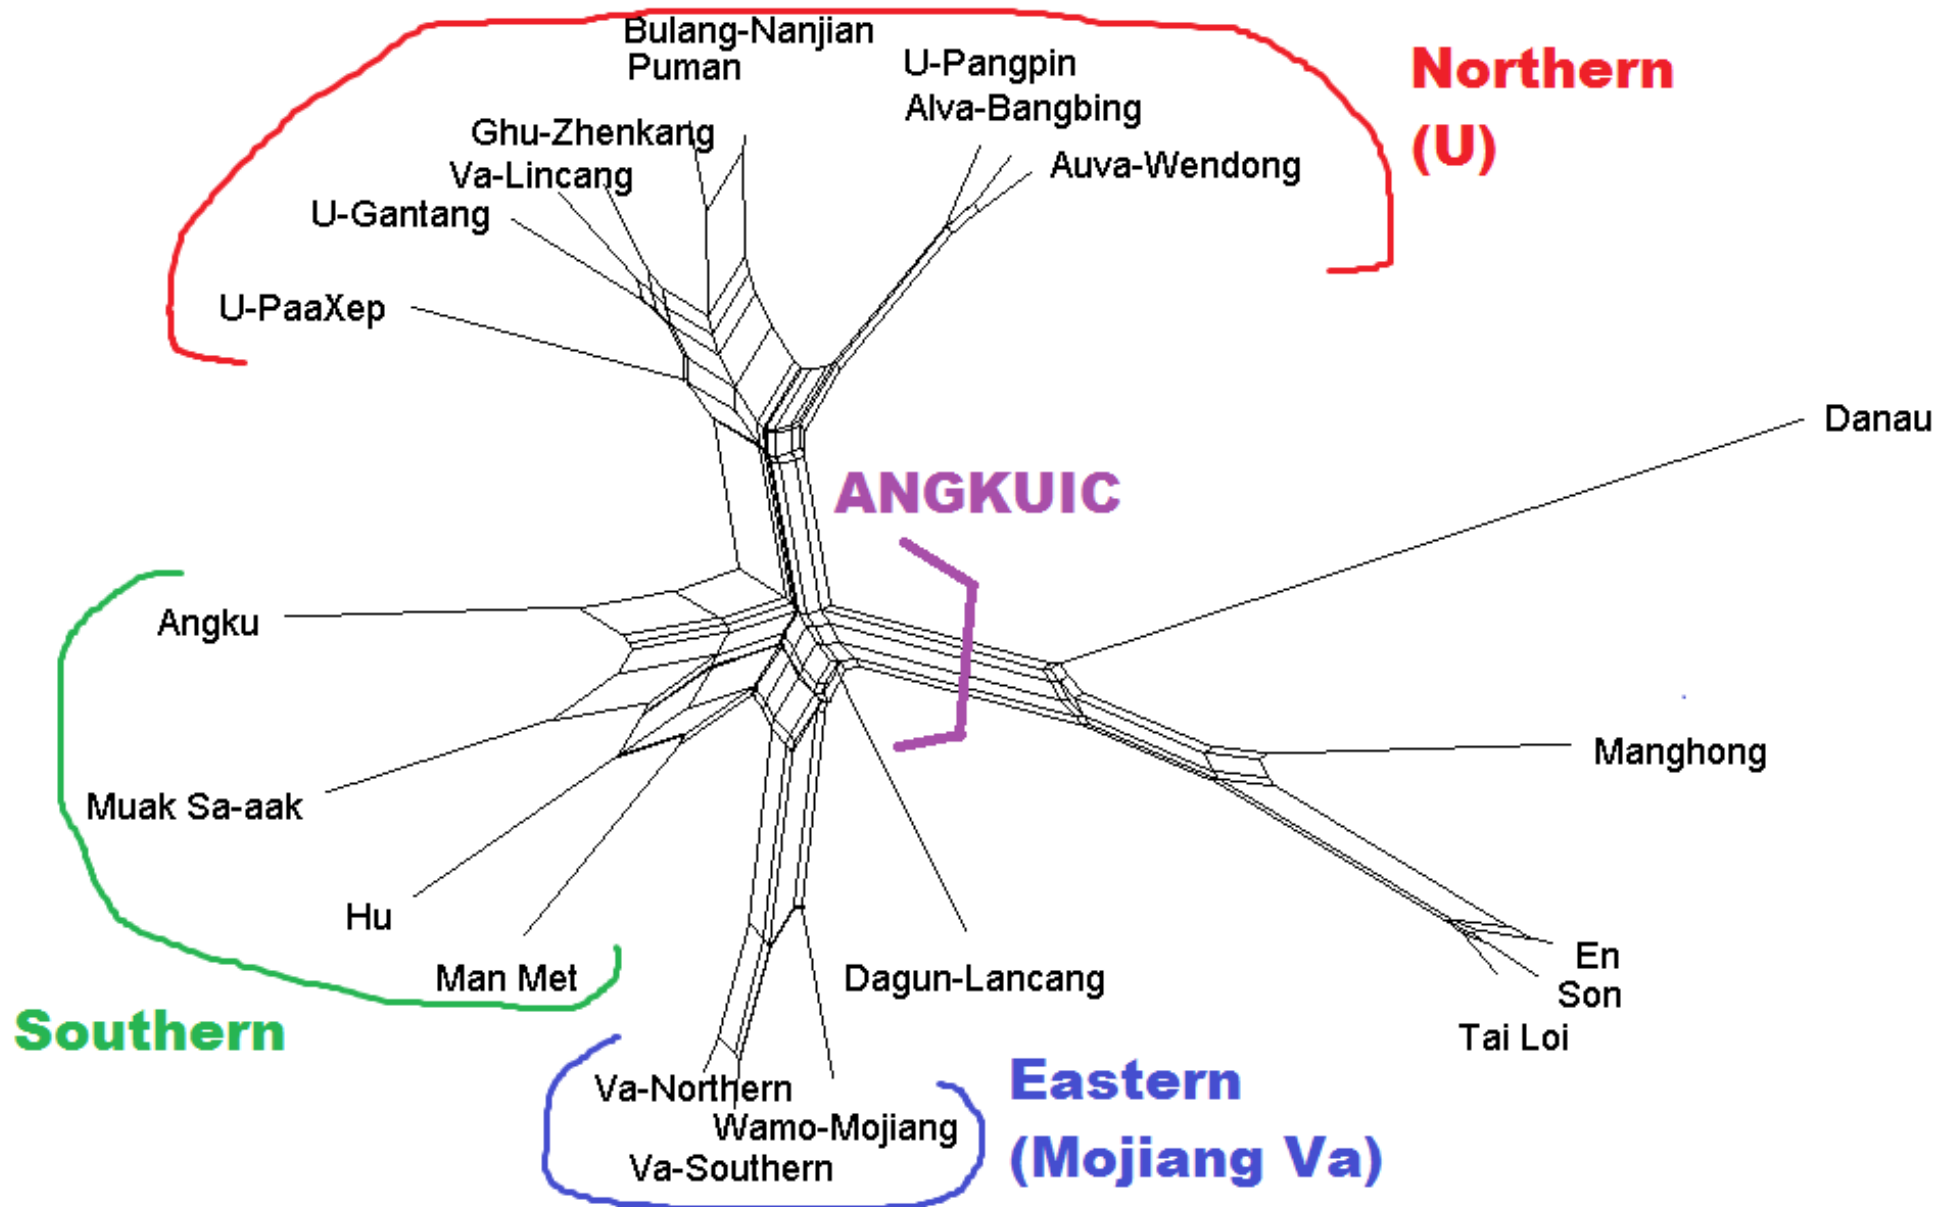 Bulang-Nanjian
Puman
U-Pangpin
Alva-Bangbing
Auva-Wendong
Northern
(U)
Ghu-Zhenkang
Va-Lincang
U-Gantang
U-PaaXep
Danau
ANGKUIC
Angku
Muak Sa-aak
Hu
Man Met
Southern
Manghong
En
Son
Tai Loi
Dagun-Lancang
Va-Northern
Wamo-Mojiang
Va-Southern
Eastern
(Mojiang Va)